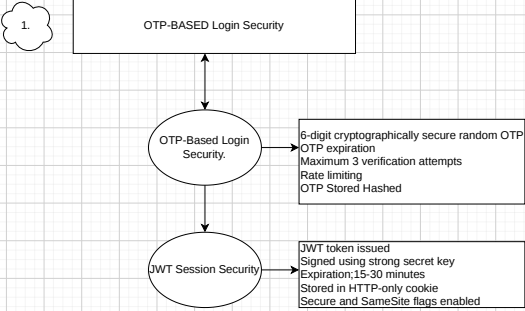 1.
OTP-BASED Login Security
OTP-Based Login
Security.
6-digit cryptographically secure random OTP
OTP expiration
Maximum 3 verification attempts
Rate limiting
OTP Stored Hashed
JWT Session Security
JWT token issued
Signed using strong secret key
Expiration;15-30 minutes
Stored in HTTP-only cookie
Secure and SameSite flags enabled